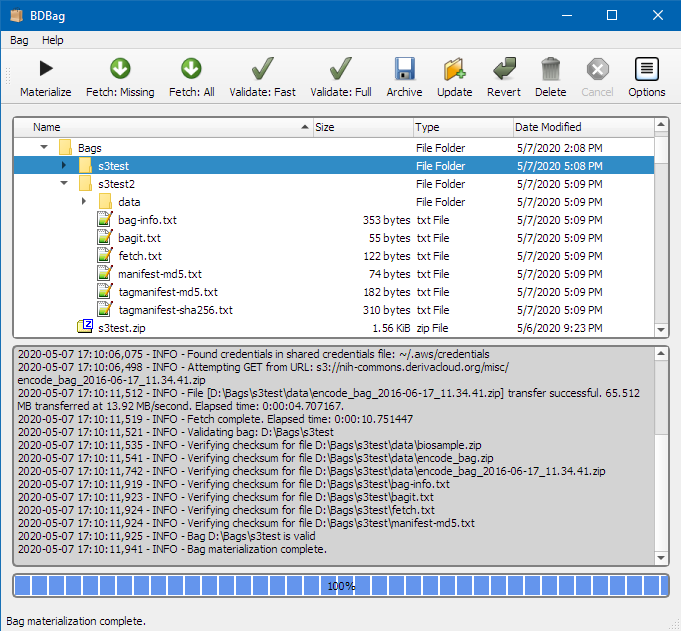 BDBag
Bag Help
Materialize Fetch: Missing Fetch: All Validate: Fast Validate: Full Archive Update Revert Delete Cancel Options
Name Size Type Date Modified
Bags File Folder 5/7/2020 2:08 PM
s3test File Folder 5/7/2020 5:08 PM
s3test2 File Folder 5/7/2020 5:09 PM
data File Folder 5/7/2020 5:09 PM
bag-info.txt 353 bytes txt File 5/7/2020 5:09 PM
bagit.txt 55 bytes txt File 5/7/2020 5:09 PM
fetch.txt 122 bytes txt File 5/7/2020 5:09 PM
manifest-md5.txt 74 bytes txt File 5/7/2020 5:09 PM
tagmanifest-md5.txt 182 bytes txt File 5/7/2020 5:09 PM
tagmanifest-sha256.txt 310 bytes txt File 5/7/2020 5:09 PM
Z s3test.zip 1.56 KiB zip File 5/6/2020 9:23 PM
2020-05-07 17:10:06,075 - INFO - Found credentials in shared credentials file: ~/.aws/credentials
2020-05-07 17:10:06,498 - INFO - Attempting GET from URL: s3://nih-commons.derivacloud.org/misc/
encode_bag_2016-06-17_11.34.41.zip
2020-05-07 17:10:11,512 - INFO - File [D:\Bags\s3test\data\encode_bag_2016-06-17_11.34.41.zip] transfer successful. 65.512
MB transferred at 13.92 MB/second. Elapsed time: 0:00:04.707167.
2020-05-07 17:10:11,519 - INFO - Fetch complete. Elapsed time: 0:00:10.751447
2020-05-07 17:10:11,521 - INFO - Validating bag: D:\Bags\s3test
2020-05-07 17:10:11,535 - INFO - Verifying checksum for file D:\Bags\s3test\data\biosample.zip
2020-05-07 17:10:11,541 - INFO - Verifying checksum for file D:\Bags\s3test\data\encode_bag.zip
2020-05-07 17:10:11,742 - INFO - Verifying checksum for file D:\Bags\s3test\data\encode_bag_2016-06-17_11.34.41.zip
2020-05-07 17:10:11,919 - INFO - Verifying checksum for file D:\Bags\s3test\bag-info.txt
2020-05-07 17:10:11,923 - INFO - Verifying checksum for file D:\Bags\s3test\bagit.txt
2020-05-07 17:10:11,924 - INFO - Verifying checksum for file D:\Bags\s3test\fetch.txt
2020-05-07 17:10:11,924 - INFO - Verifying checksum for file D:\Bags\s3test\manifest-md5.txt
2020-05-07 17:10:11,925 - INFO - Bag D:\Bags\s3test is valid
2020-05-07 17:10:11,941 - INFO - Bag materialization complete.
100%
Bag materialization complete.